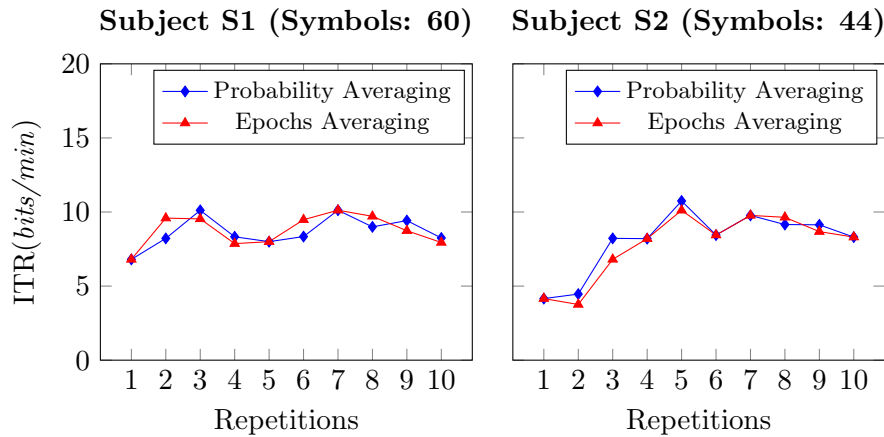 Subject S1 (Symbols: 60)
Subject S2 (Symbols: 44)
20
15
10
5
0
ITR(bits/min)
Probability Averaging
Epochs Averaging
1 2 3 4 5 6 7 8 9 10
Repetitions
Probability Averaging
Epochs Averaging
1 2 3 4 5 6 7 8 9 10
Repetitions